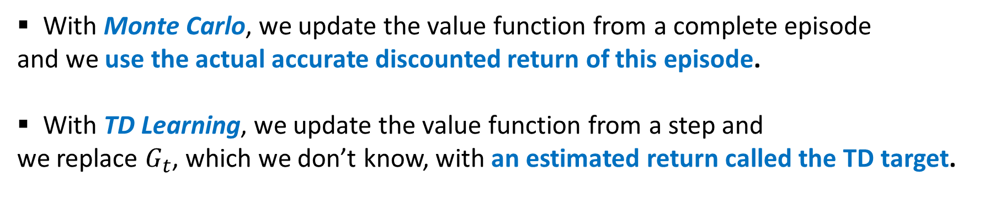 ▪ With Monte Carlo, we update the value function from a complete episode
and we use the actual accurate discounted return of this episode.
▪ With TD Learning, we update the value function from a step and
we replace Gₜ, which we don’t know, with an estimated return called the TD target.